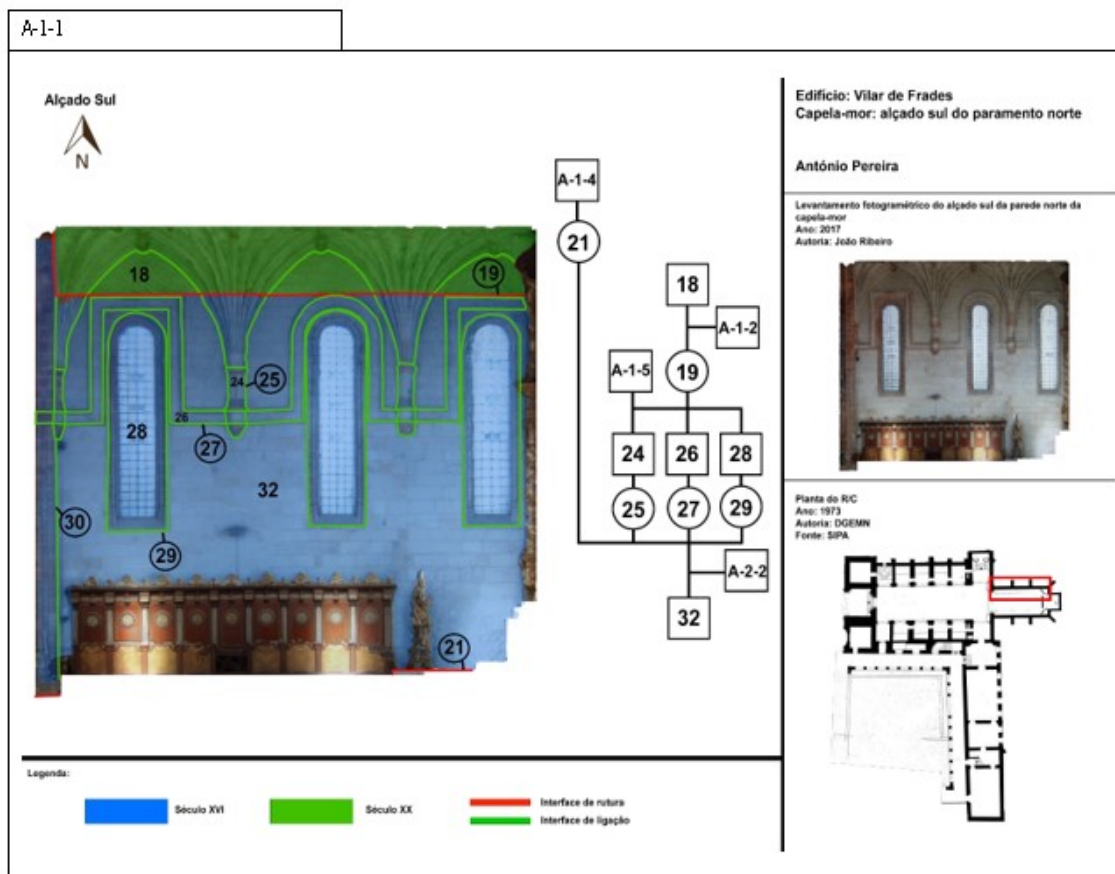 A-1-1
Alçado Sul
N
18
19
24
25
26
27
28
32
30
29
21
A-1-4
21
18
A-1-2
A-1-5
19
24
26
28
25
27
29
A-2-2
32
Edificio: Vilar de Frades
Capela-mor: alçado sul do paramento norte
António Pereira
Levantamento fotogramétrico do alçado sul da parede norte da
capela-mor
Ano: 2017
Autoria: João Ribeiro
Planta do R/C
Ano: 1973
Autoria: DGEMN
Fonte: SIPA
Legenda:
Século XVI
Século XX
Interface de rutura
Interface de ligação